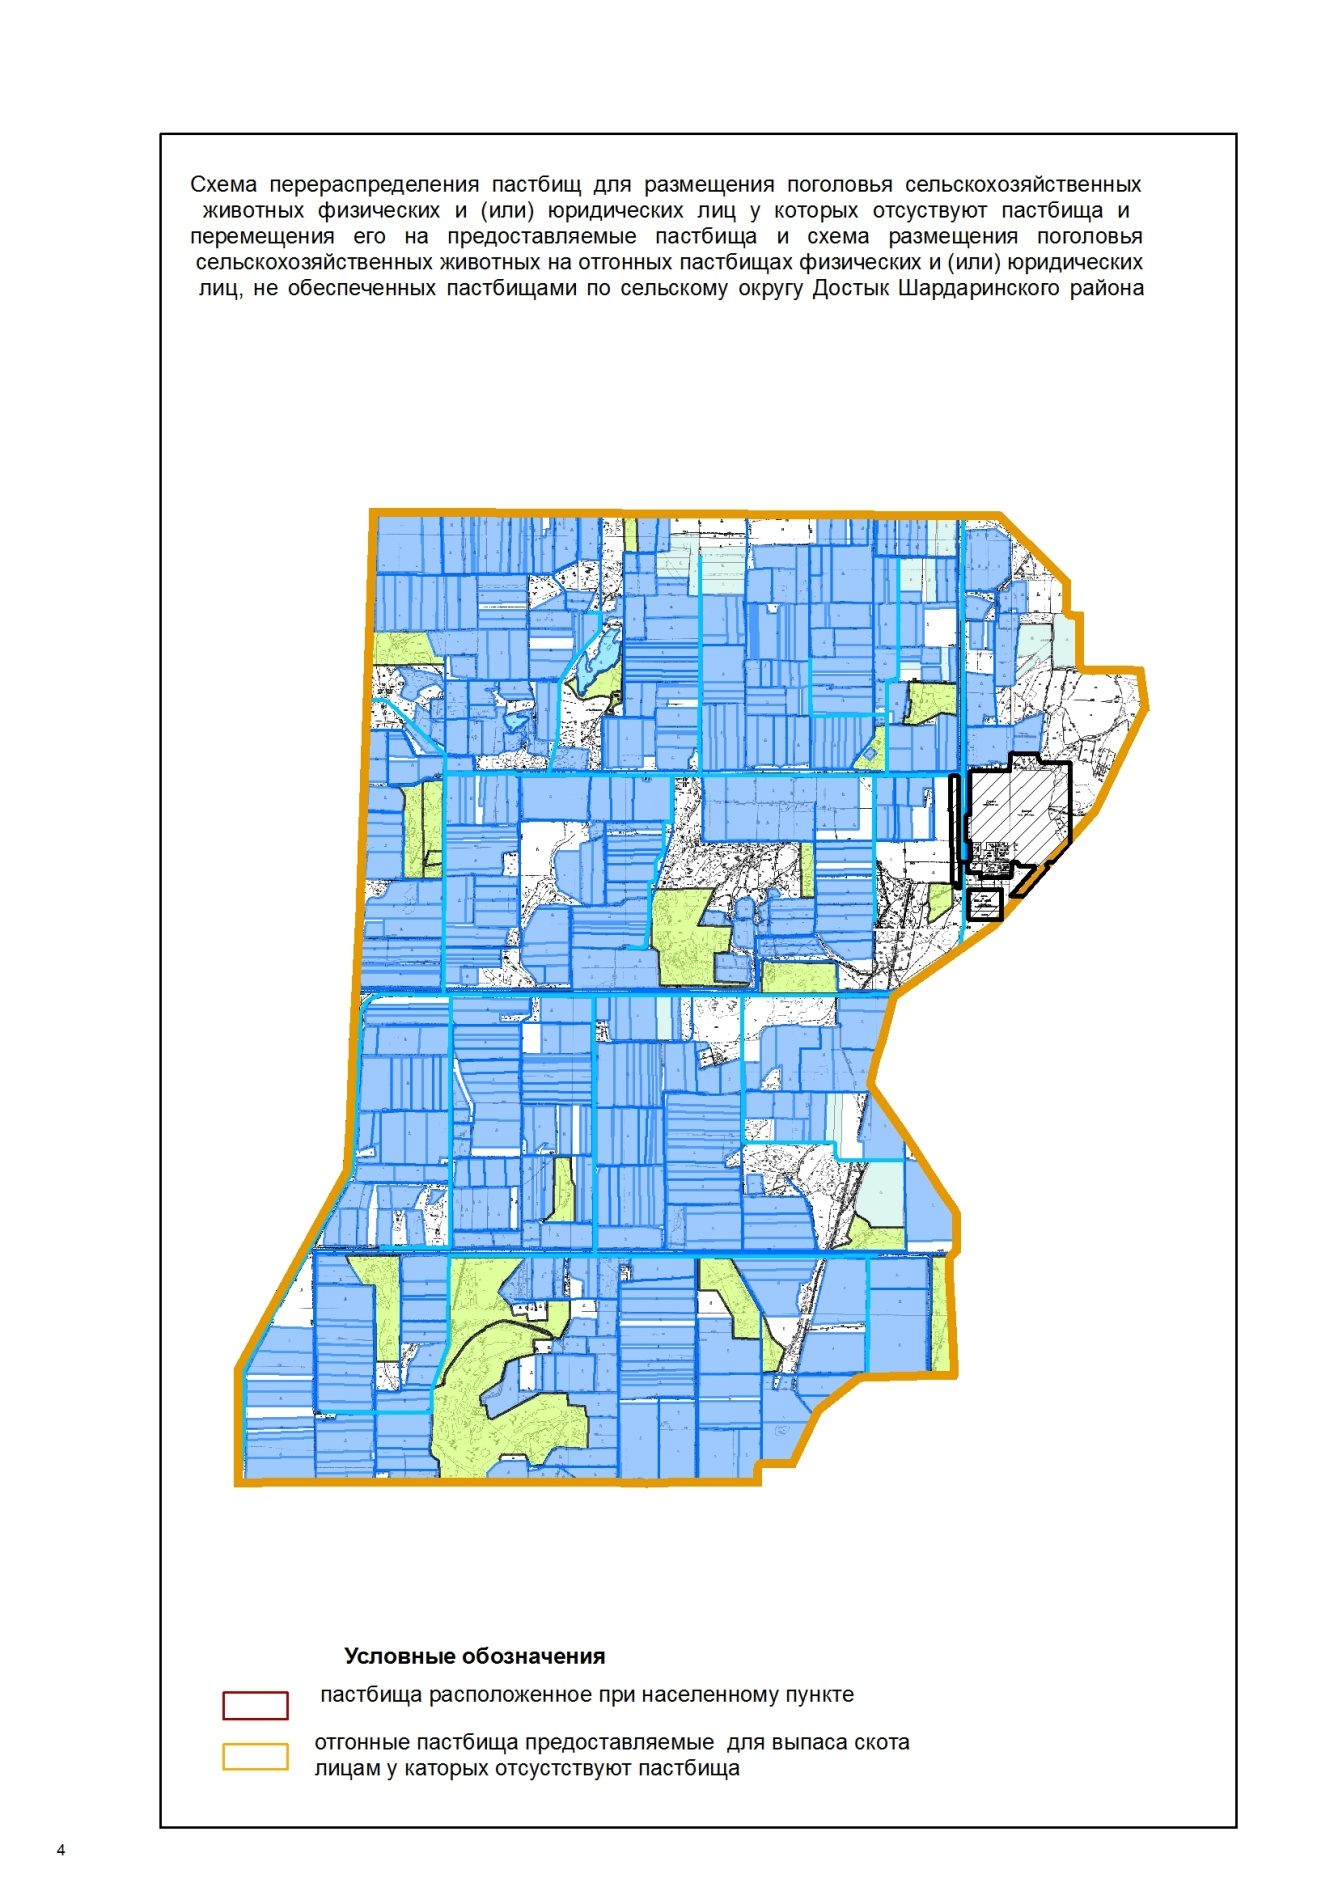 Схема перераспределения пастбищ для размещения поголовья сельскохозяйственных
животных физических и (или) юридических лиц у которых отсуствуют пастбища и
перемещения его на предоставляемые пастбища и схема размещения поголовья
сельскохозяйственных животных на отгонных пастбищах физических и (или) юридических
лиц, не обеспеченных пастбищами по сельскому округу Достык Шардаринского района
Условные обозначения
пастбища расположенное при населенному пункте
отгонные пастбища предоставляемые для выпаса скота
лицам у каторых отсустствуют пастбища
4